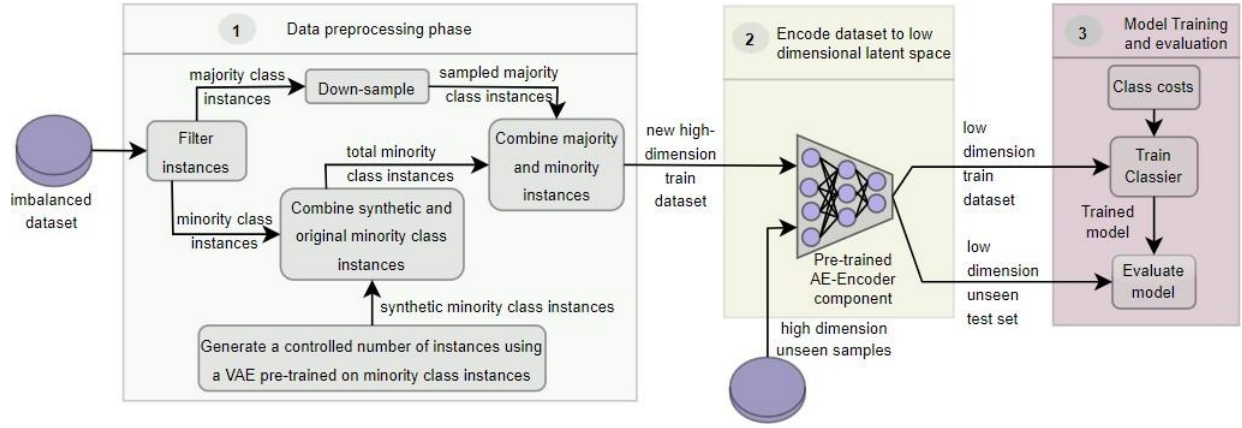 1
Data preprocessing phase
majority class
instances
Down-sample
sampled majority
class instances
Filter
instances
imbalanced
dataset
minority class
instances
total minority
class instances
Combine majority
and minority
instances
Combine synthetic and
original minority class
instances
synthetic minority class instances
Generate a controlled number of instances using
a VAE pre-trained on minority class instances
new high-
dimension
train
dataset
2
Encode dataset to low
dimensional latent space
Pre-trained
AE-Encoder
component
high dimension
unseen samples
low
dimension
train
dataset
low
dimension
unseen
test set
3
Model Training
and evaluation
Class costs
Train
Classier
Trained
model
Evaluate
model